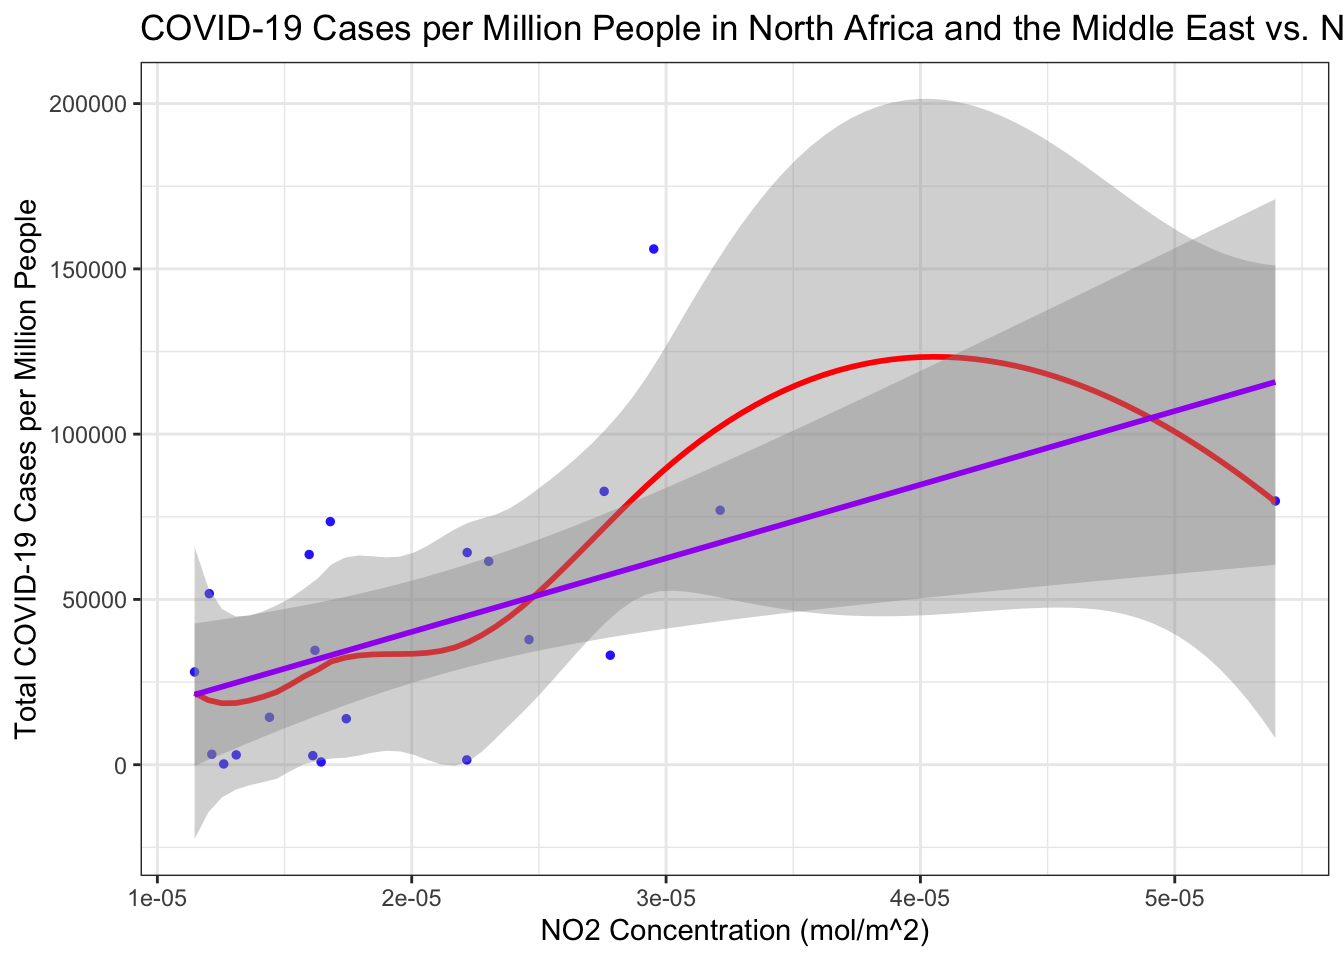 COVID-19 Cases per Million People in North Africa and the Middle East vs. N
200000
150000
100000
50000
0
Total COVID-19 Cases per Million People
1e-05 2e-05 3e-05 4e-05 5e-05
NO2 Concentration (mol/m^2)